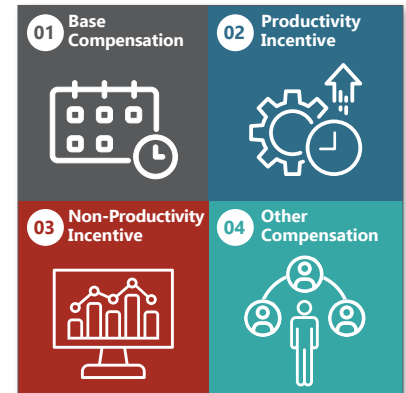 01 Base
Compensation
02 Productivity
Incentive
03 Non-Productivity
Incentive
04 Other
Compensation